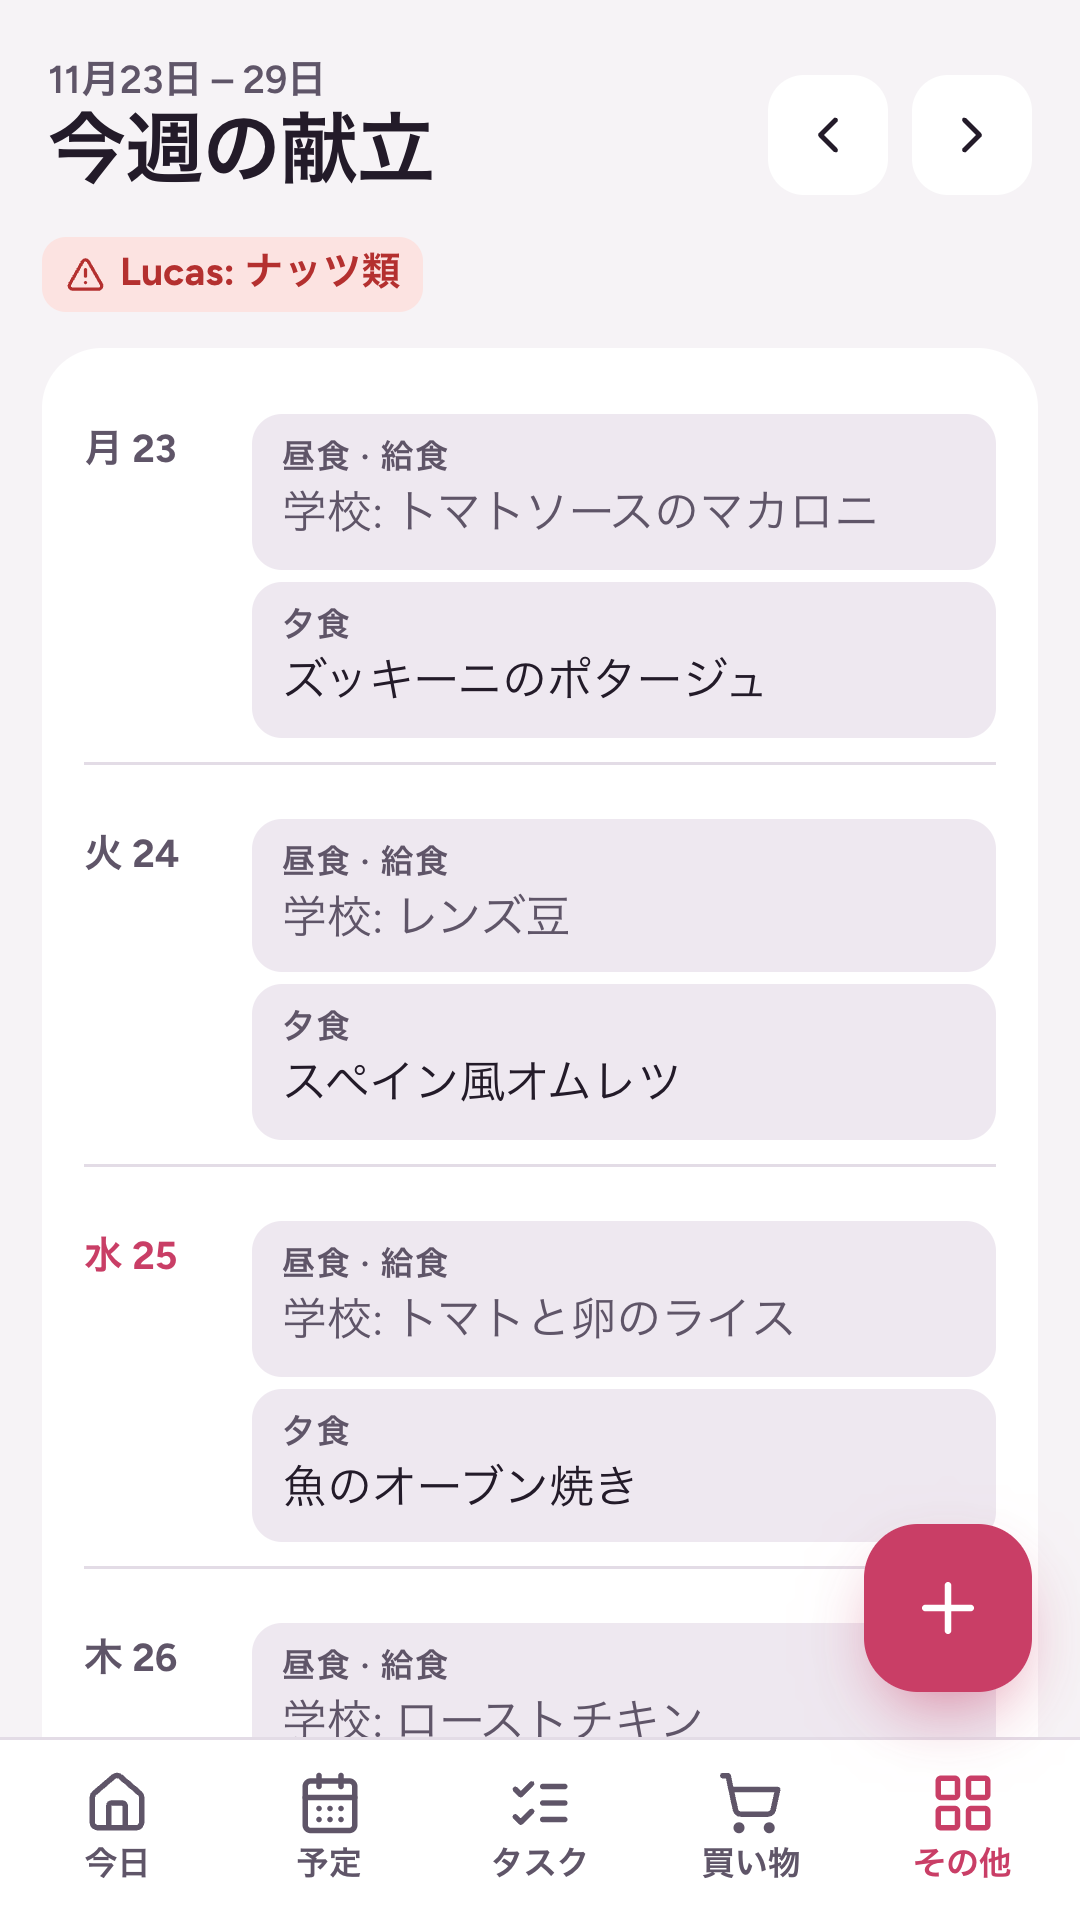 11月23日 – 29日
今週の献立
Lucas: ナッツ類
月 23
昼食 · 給食
学校: トマトソースのマカロニ
夕食
ズッキーニのポタージュ
火 24
昼食 · 給食
学校: レンズ豆
夕食
スペイン風オムレツ
水 25
昼食 · 給食
学校: トマトと卵のライス
夕食
魚のオーブン焼き
木 26
昼食 · 給食
学校: ローストチキン
今日
予定
タスク
買い物
その他